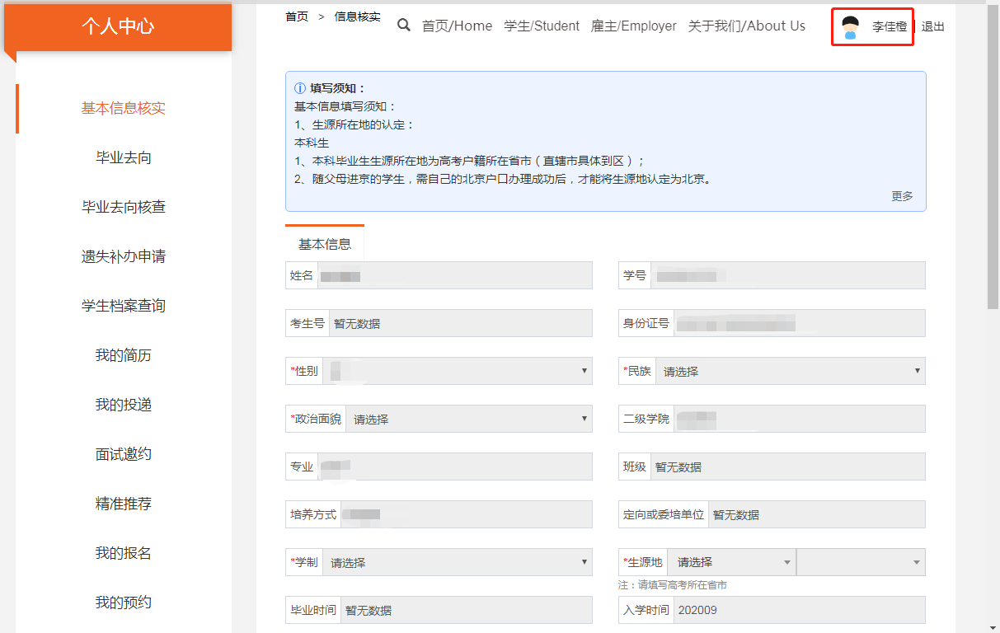 个人中心
首页 > 信息核实
首页/Home 学生/Student 雇主/Employer 关于我们/About Us
李佳橙 退出
基本信息核实
毕业去向
毕业去向核查
遗失补办申请
学生档案查询
我的简历
我的投递
面试邀约
精准推荐
我的报名
我的预约
填写须知：
基本信息填写须知：
1、生源所在地的认定：
本科生
1、本科毕业生生源所在地为高考户籍所在省市（直辖市具体到区）；
2、随父母进京的学生，需自己的北京户口办理成功后，才能将生源地认定为北京。
更多
基本信息
姓名
学号
考生号 暂无数据
身份证号
*性别
*民族 请选择
*政治面貌 请选择
二级学院
专业
班级 暂无数据
培养方式
定向或委培单位 暂无数据
*学制 请选择
*生源地 请选择
注：请填写高考所在省市
毕业时间 暂无数据
入学时间 202009